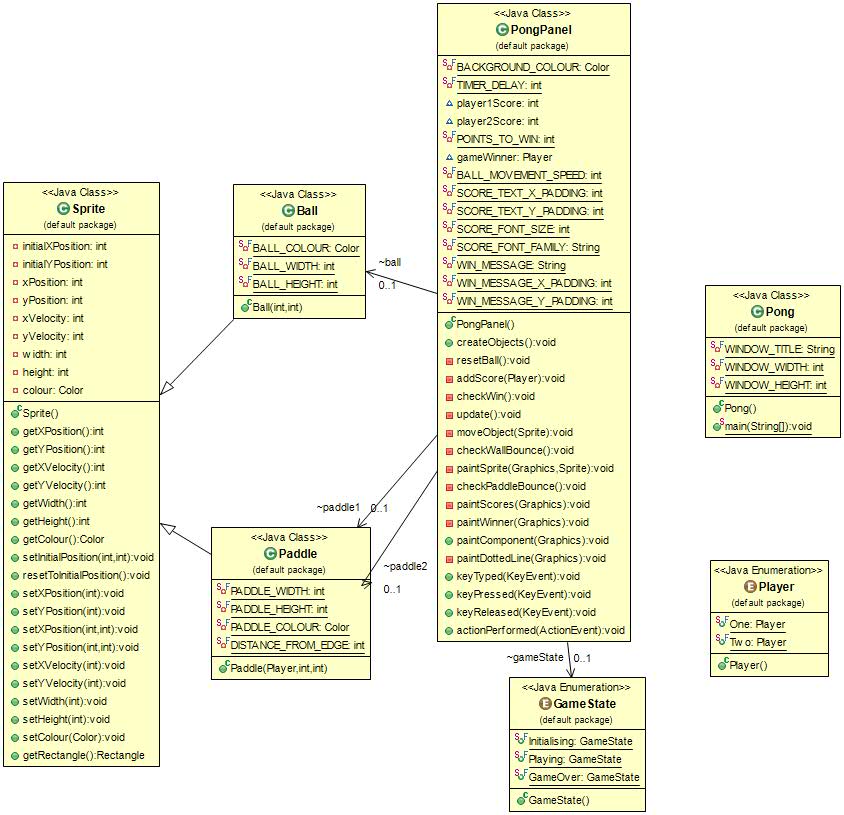 <<Java Class>>
PongPanel
(default package)
BACKGROUND_COLOUR: Color
TIMER_DELAY: int
player1Score: int
player2Score: int
POINTS_TO_WIN: int
gameWinner: Player
BALL_MOVEMENT_SPEED: int
SCORE_TEXT_X_PADDING: int
SCORE_TEXT_Y_PADDING: int
SCORE_FONT_SIZE: int
SCORE_FONT_FAMILY: String
WIN_MESSAGE: String
WIN_MESSAGE_X_PADDING: int
WIN_MESSAGE_Y_PADDING: int
PongPanel()
createObjects():void
resetBall():void
addScore(Player):void
checkWin():void
update():void
moveObject(Sprite):void
checkWallBounce():void
paintSprite(Graphics,Sprite):void
checkPaddleBounce():void
paintScores(Graphics):void
paintWinner(Graphics):void
paintComponent(Graphics):void
paintDottedLine(Graphics):void
keyTyped(KeyEvent):void
keyPressed(KeyEvent):void
keyReleased(KeyEvent):void
actionPerformed(ActionEvent):void
<<Java Class>>
Sprite
(default package)
initialXPosition: int
initialYPosition: int
xPosition: int
yPosition: int
xVelocity: int
yVelocity: int
width: int
height: int
colour: Color
Sprite()
getXPosition():int
getYPosition():int
getXVelocity():int
getYVelocity():int
getWidth():int
getHeight():int
getColour():Color
setInitialPosition(int,int):void
resetToInitialPosition():void
setXPosition(int):void
setYPosition(int):void
setXPosition(int,int):void
setYPosition(int,int):void
setXVelocity(int):void
setYVelocity(int):void
setWidth(int):void
setHeight(int):void
setColour(Color):void
getRectangle():Rectangle
<<Java Class>>
Ball
(default package)
BALL_COLOUR: Color
BALL_WIDTH: int
BALL_HEIGHT: int
Ball(int,int)
~ball
0..1
<<Java Class>>
Pong
(default package)
WINDOW_TITLE: String
WINDOW_WIDTH: int
WINDOW_HEIGHT: int
Pong()
main(String[]):void
~paddle1
0..1
~paddle2
0..1
<<Java Class>>
Paddle
(default package)
PADDLE_WIDTH: int
PADDLE_HEIGHT: int
PADDLE_COLOUR: Color
DISTANCE_FROM_EDGE: int
Paddle(Player,int,int)
<<Java Enumeration>>
Player
(default package)
One: Player
Two: Player
Player()
~gameState
0..1
<<Java Enumeration>>
GameState
(default package)
Initialising: GameState
Playing: GameState
GameOver: GameState
GameState()